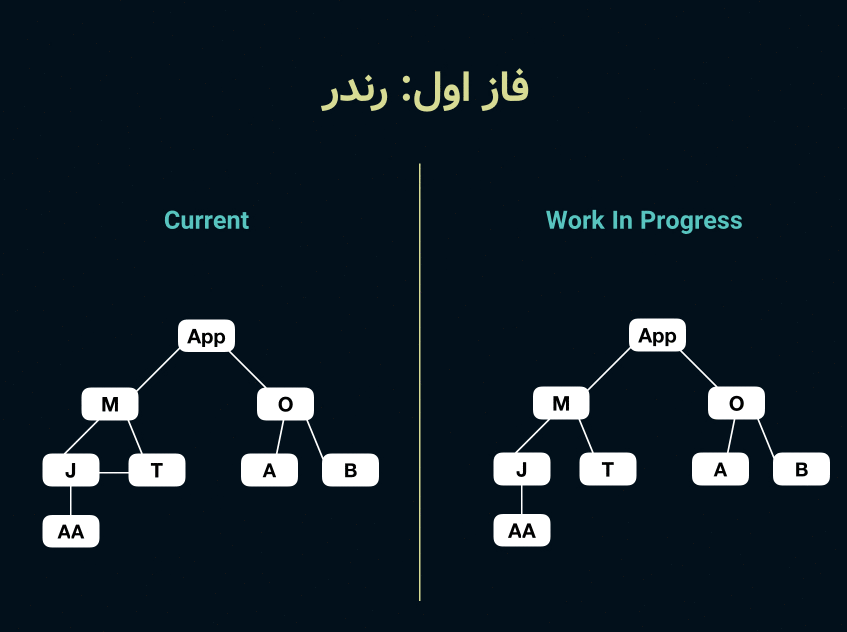 فاز اول: رندر
Current
App
M
O
J
T
A
B
AA
Work In Progress
App
M
O
J
T
A
B
AA